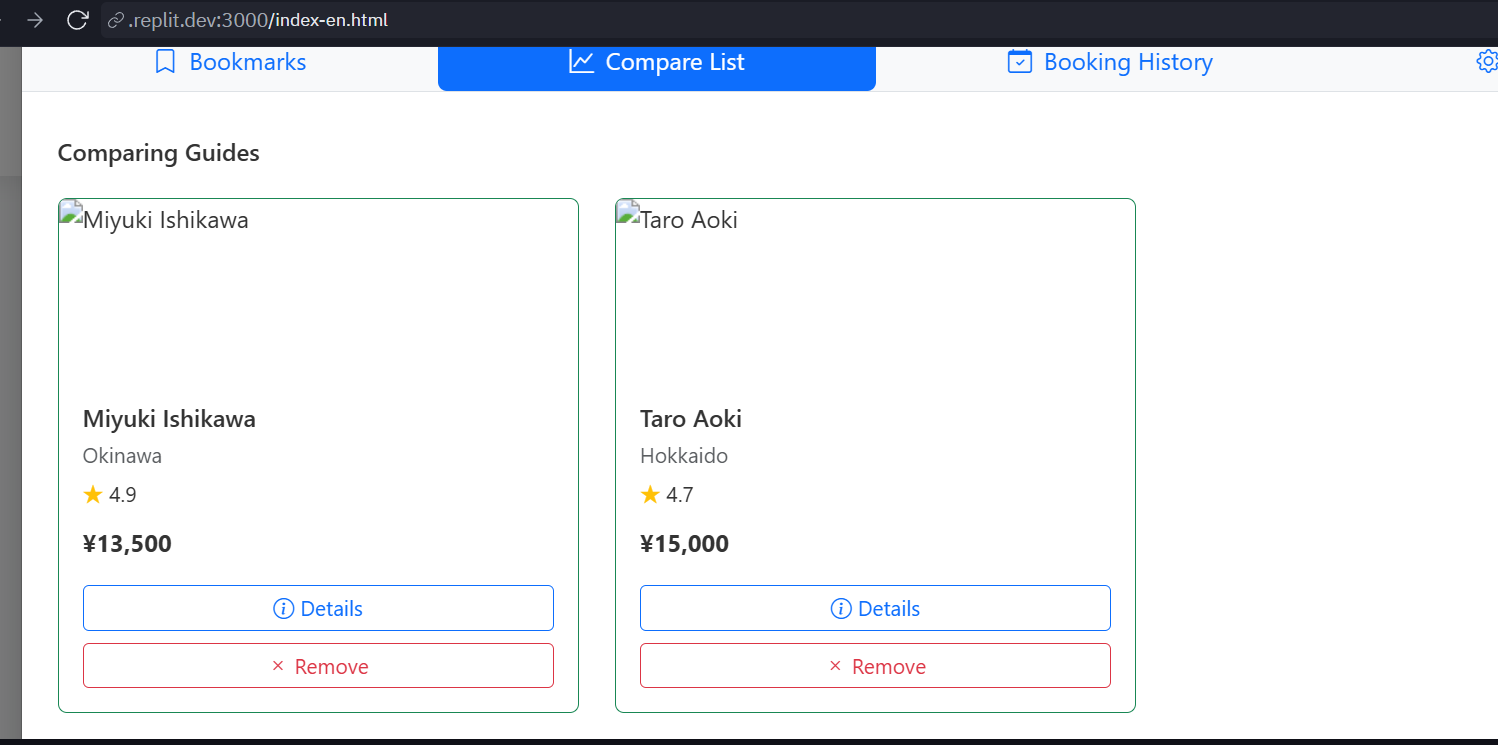 .replit.dev:3000/index-en.html
Bookmarks Compare List Booking History
Comparing Guides
Miyuki Ishikawa Taro Aoki
Miyuki Ishikawa Taro Aoki
Okinawa Hokkaido
★ 4.9 ★ 4.7
¥13,500 ¥15,000
Details Details
× Remove × Remove